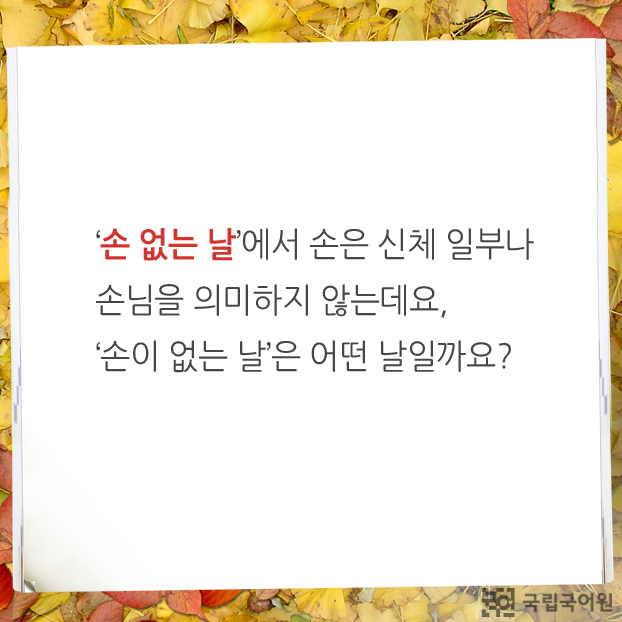 ‘손 없는 날’에서 손은 신체 일부나
손님을 의미하지 않는데요,
‘손이 없는 날’은 어떤 날일까요?
국립국어원